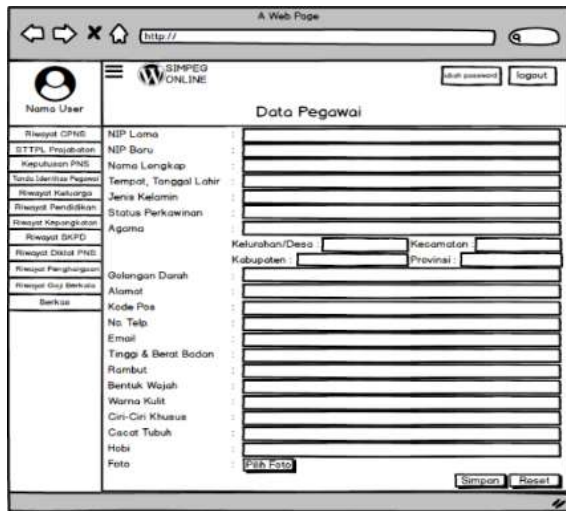 A Web Page
http://
SIMPEG
ONLINE
ubah password
logout
Nama User
Data Pegawai
Riwayat CPNS
STTPL Prajabatan
Keputusan PNS
Tanda Identitas Pegawai
Riwayat Keluarga
Riwayat Pendidikan
Riwayat Kepangkatan
Riwayat SKPD
Riwayat Diklat PNS
Riwayat Penghargaan
Riwayat Gaji Berkala
Berkas
NIP Lama :
NIP Baru :
Nama Lengkap :
Tempat, Tanggal Lahir :
Jenis Kelamin :
Status Perkawinan :
Agama :
Kelurahan/Desa : Kecamatan :
Kabupaten : Provinsi :
Golongan Darah :
Alamat :
Kode Pos :
No. Telp. :
Email :
Tinggi & Berat Badan :
Rambut :
Bentuk Wajah :
Warna Kulit :
Ciri-Ciri Khusus :
Cacat Tubuh :
Hobi :
Foto : Pilih Foto
Simpan Reset